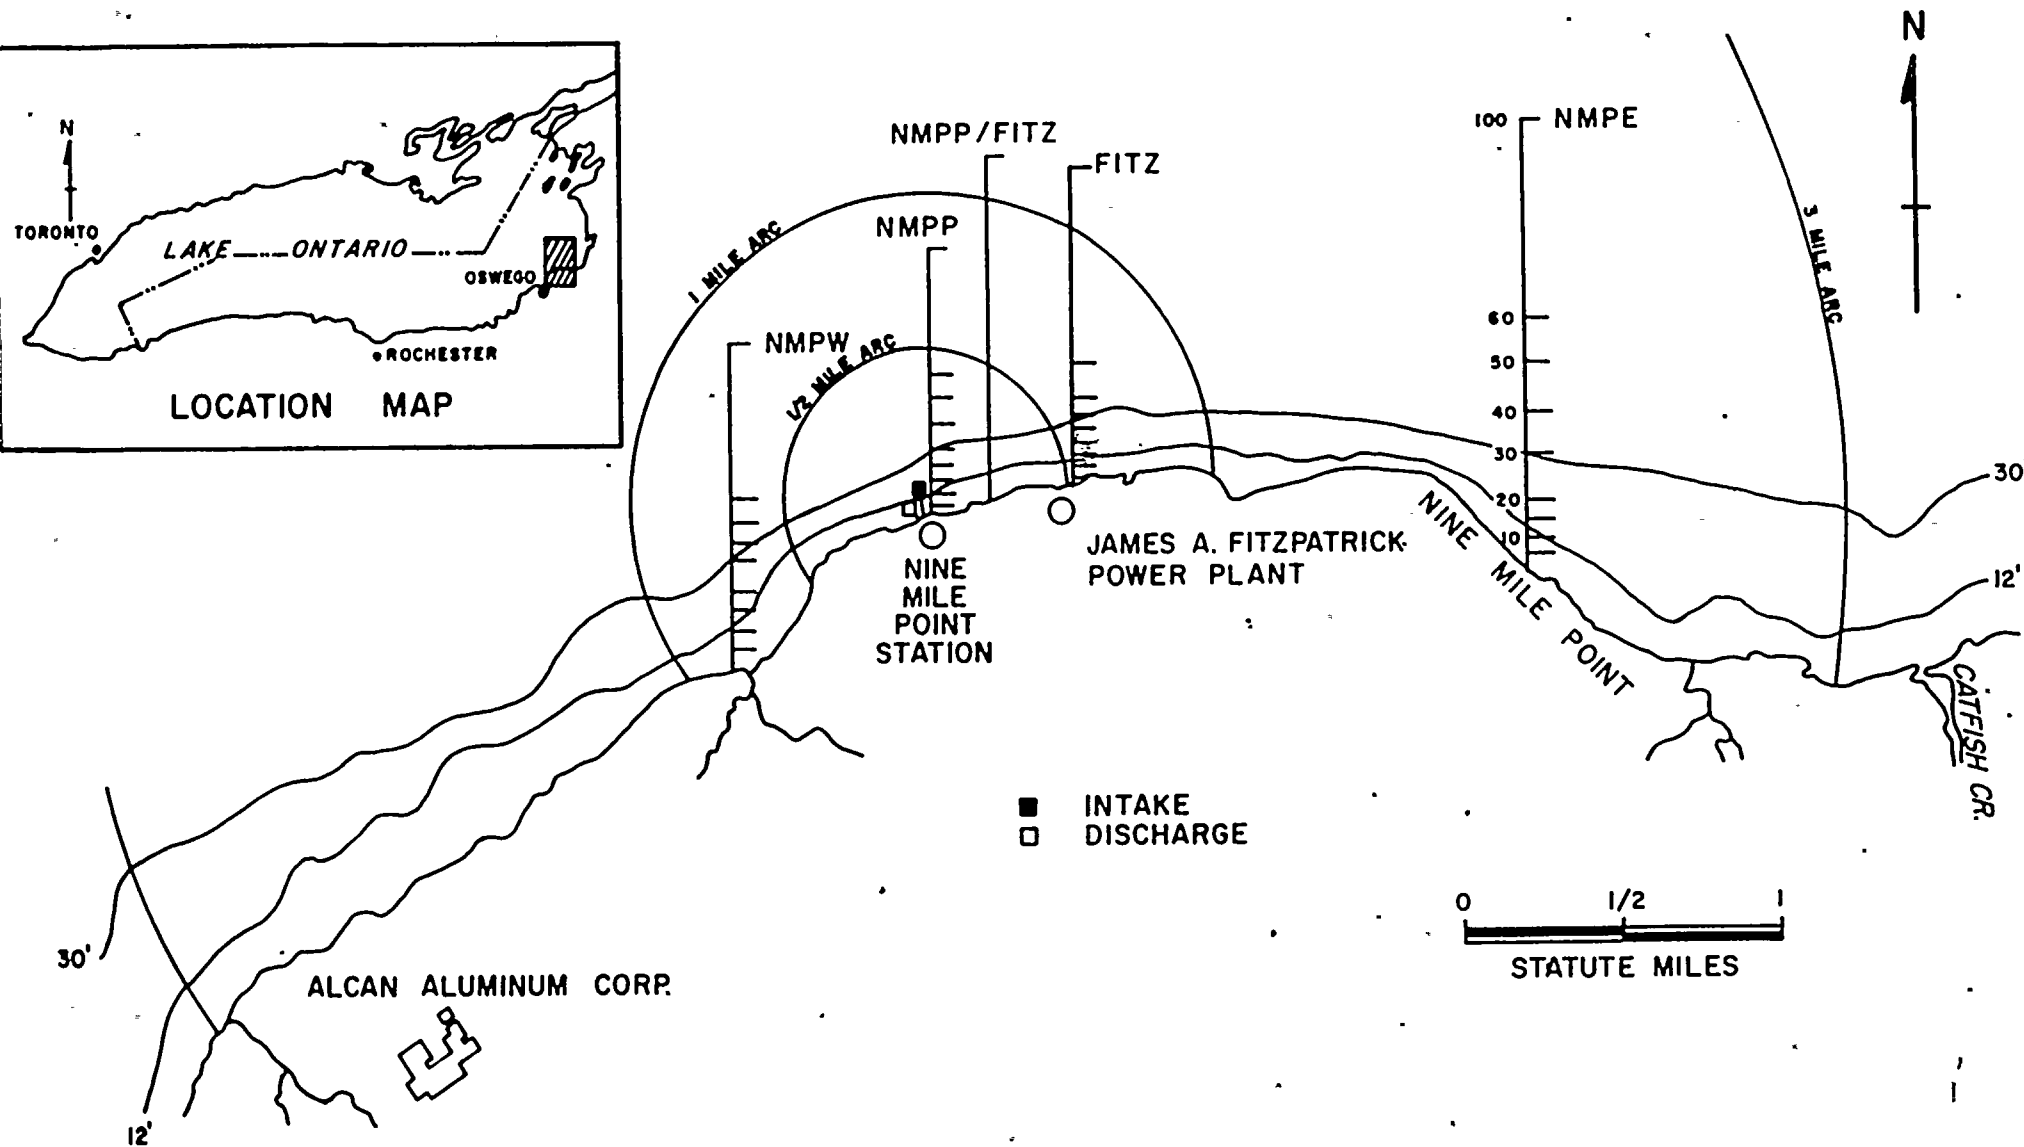 N
TORONTO
LAKE ONTARIO
OSWEGO
ROCHESTER
LOCATION MAP
N
NMPP/FITZ
FITZ
NMPP
NMPW
100 NMPE
60
50
40
30
20
10
1 MILE ARC
1/2 MILE ARC
3 MILE ARC
30
12'
NINE
MILE
POINT
STATION
JAMES A. FITZPATRICK
POWER PLANT
NINE MILE POINT
CATFISH CR.
INTAKE
DISCHARGE
0 1/2 1
STATUTE MILES
30'
ALCAN ALUMINUM CORP.
12'